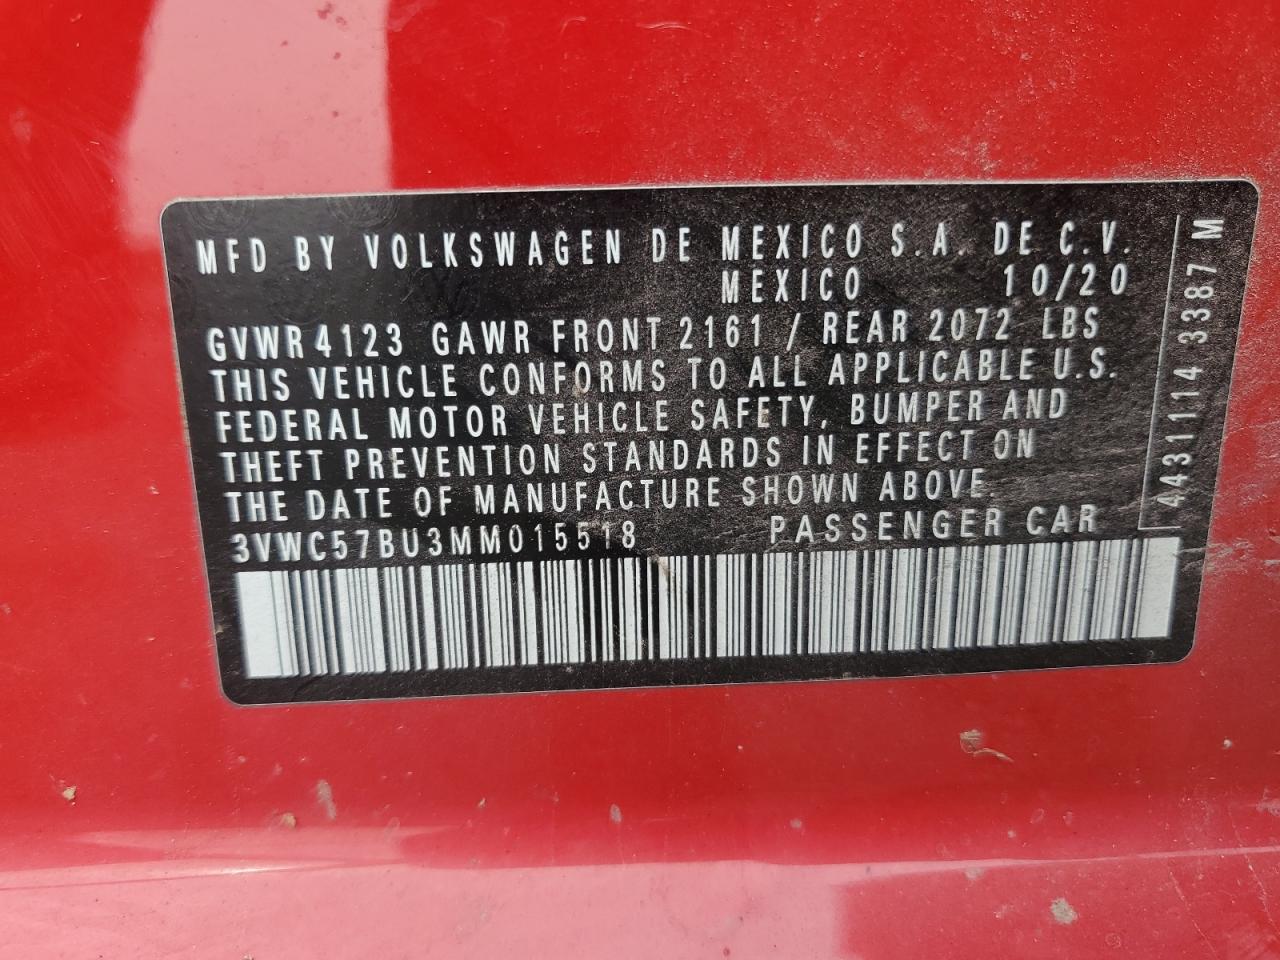 MFD BY VOLKSWAGEN DE MEXICO S.A. DE C.V.
MEXICO 10/20
GVWR 4123 GAWR FRONT 2161 / REAR 2072 LBS
THIS VEHICLE CONFORMS TO ALL APPLICABLE U.S.
FEDERAL MOTOR VEHICLE SAFETY, BUMPER AND
THEFT PREVENTION STANDARDS IN EFFECT ON
THE DATE OF MANUFACTURE SHOWN ABOVE.
3VWC57BU3MM015518 PASSENGER CAR
4431114 3387 M